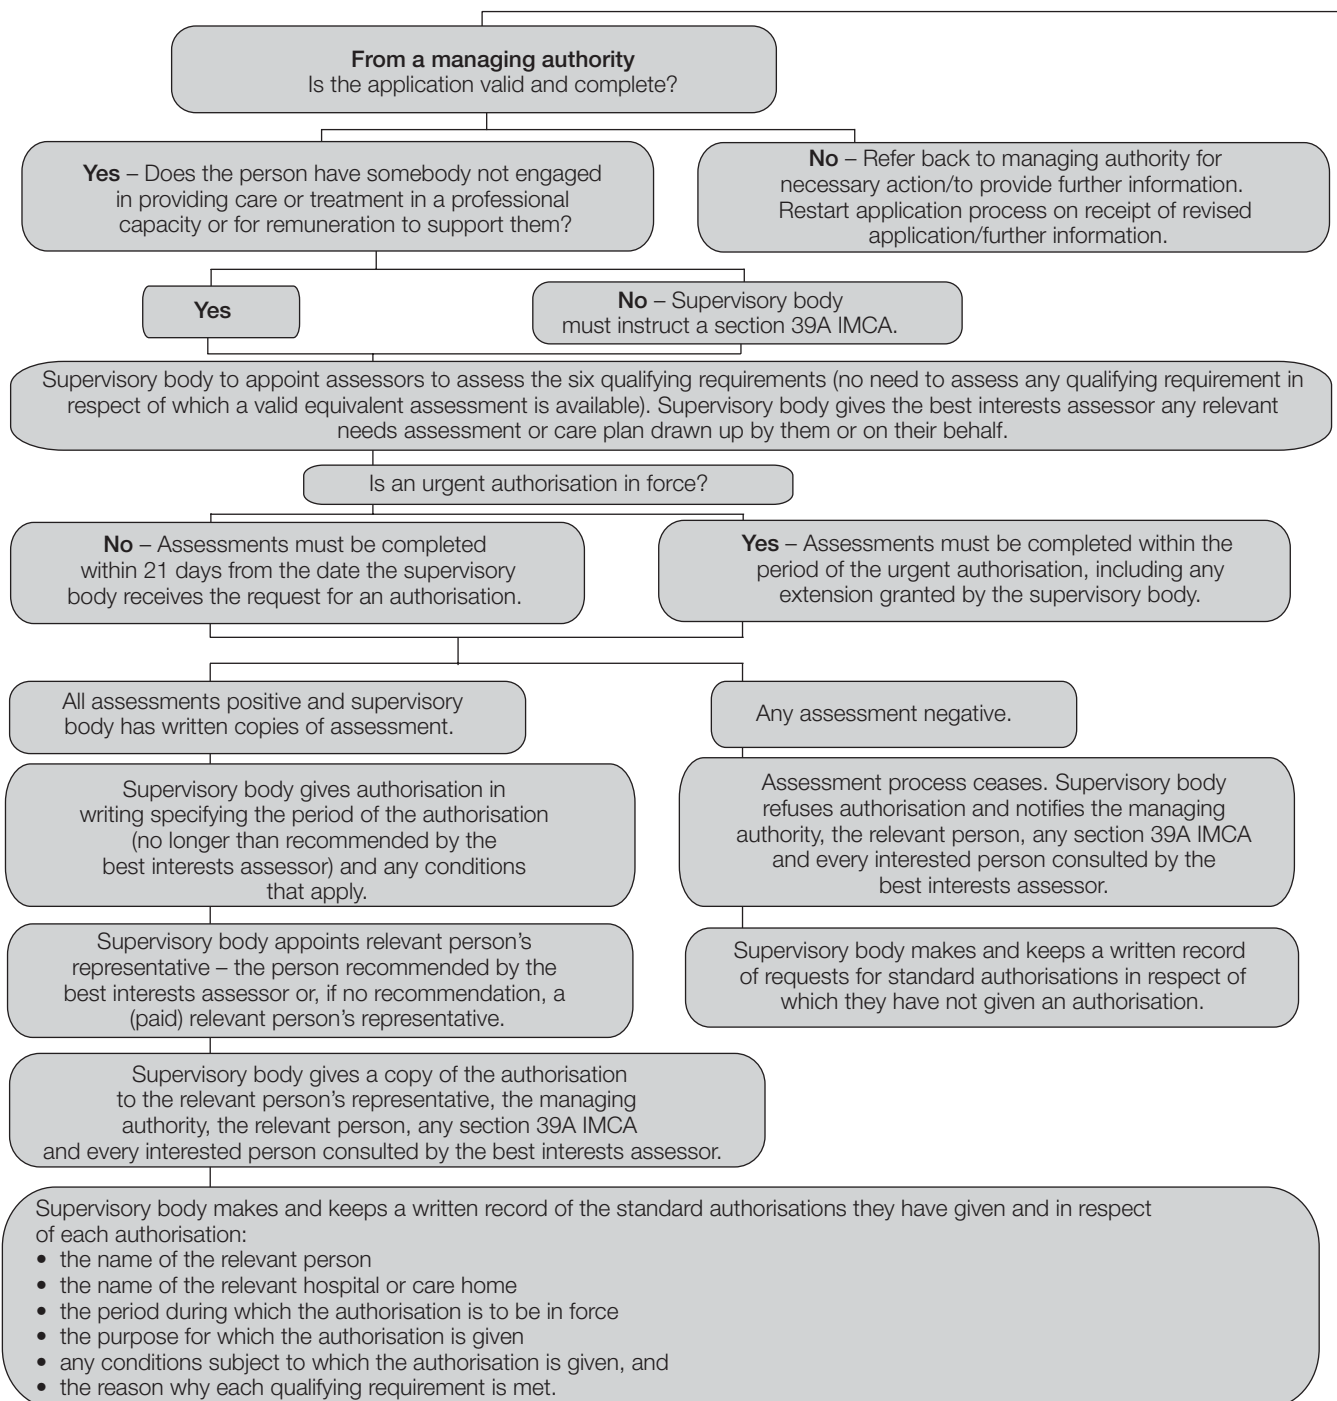 From a managing authority
Is the application valid and complete?
Yes – Does the person have somebody not engaged
in providing care or treatment in a professional
capacity or for remuneration to support them?
No – Refer back to managing authority for
necessary action/to provide further information.
Restart application process on receipt of revised
application/further information.
Yes
No – Supervisory body
must instruct a section 39A IMCA.
Supervisory body to appoint assessors to assess the six qualifying requirements (no need to assess any qualifying requirement in
respect of which a valid equivalent assessment is available). Supervisory body gives the best interests assessor any relevant
needs assessment or care plan drawn up by them or on their behalf.
Is an urgent authorisation in force?
No – Assessments must be completed
within 21 days from the date the supervisory
body receives the request for an authorisation.
Yes – Assessments must be completed within the
period of the urgent authorisation, including any
extension granted by the supervisory body.
All assessments positive and supervisory
body has written copies of assessment.
Any assessment negative.
Supervisory body gives authorisation in
writing specifying the period of the authorisation
(no longer than recommended by the
best interests assessor) and any conditions
that apply.
Assessment process ceases. Supervisory body
refuses authorisation and notifies the managing
authority, the relevant person, any section 39A IMCA
and every interested person consulted by the
best interests assessor.
Supervisory body appoints relevant person’s
representative – the person recommended by the
best interests assessor or, if no recommendation, a
(paid) relevant person’s representative.
Supervisory body makes and keeps a written record
of requests for standard authorisations in respect of
which they have not given an authorisation.
Supervisory body gives a copy of the authorisation
to the relevant person’s representative, the managing
authority, the relevant person, any section 39A IMCA
and every interested person consulted by the best interests assessor.
Supervisory body makes and keeps a written record of the standard authorisations they have given and in respect
of each authorisation:
• the name of the relevant person
• the name of the relevant hospital or care home
• the period during which the authorisation is to be in force
• the purpose for which the authorisation is given
• any conditions subject to which the authorisation is given, and
• the reason why each qualifying requirement is met.